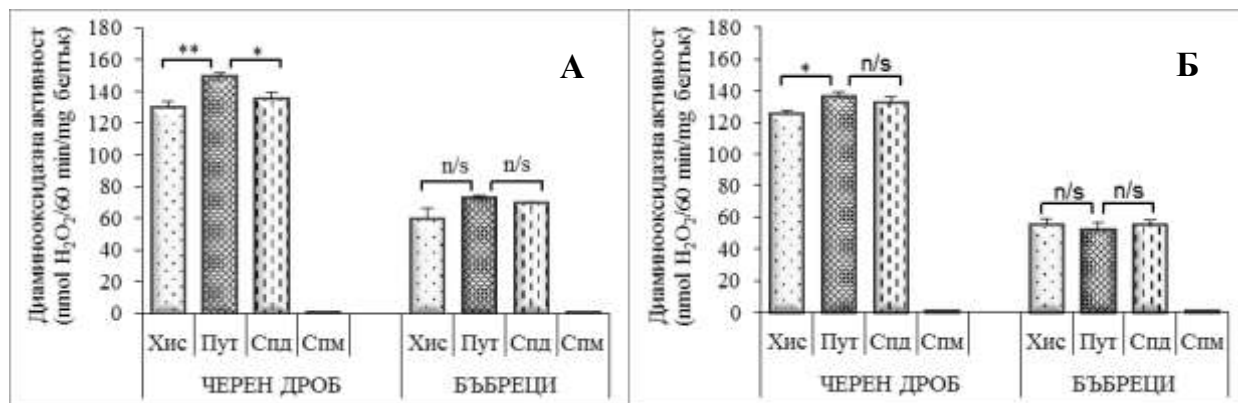 Диаминооксидазна активност
(nmol H₂O₂/60 min/mg белтък)
180
160
140
120
100
80
60
40
20
0
**
*
n/s
n/s
А
Хис Пут Спд Спм Хис Пут Спд Спм
ЧЕРЕН ДРОБ БЪБРЕЦИ
Диаминооксидазна активност
(nmol H₂O₂/60 min/mg белтък)
180
160
140
120
100
80
60
40
20
0
*
n/s
n/s
n/s
Б
Хис Пут Спд Спм Хис Пут Спд Спм
ЧЕРЕН ДРОБ БЪБРЕЦИ